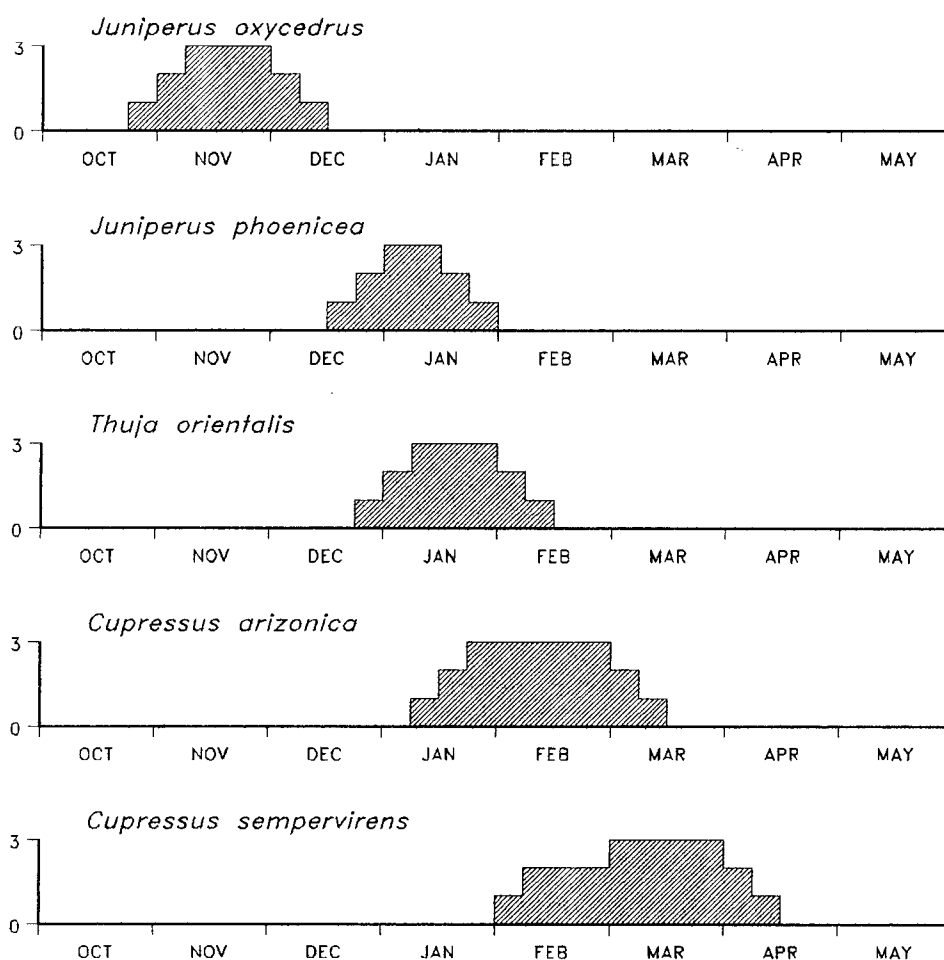 Juniperus oxycedrus
3
0
OCT NOV DEC JAN FEB MAR APR MAY
Juniperus phoenicea
3
0
OCT NOV DEC JAN FEB MAR APR MAY
Thuja orientalis
3
0
OCT NOV DEC JAN FEB MAR APR MAY
Cupressus arizonica
3
0
OCT NOV DEC JAN FEB MAR APR MAY
Cupressus sempervirens
3
0
OCT NOV DEC JAN FEB MAR APR MAY